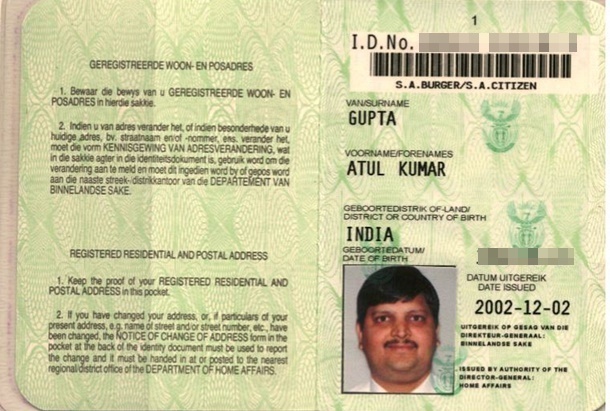 GEREGISTREERDE WOON- EN POSADRES
1. Bewaar die bewys van u GEREGISTREERDE WOON- EN
POSADRES in hierdie sakkie.
2. Indien u van adres verander het, of indien besonderhede van u
huidige adres, bv. straatnaam en/of -nommer, ens. verander het,
moet die vorm KENNISGEWING VAN ADRESVERANDERING, wat
in die sakkie agter in die identiteitsdokument is, gebruik word om die
verandering aan te meld en moet dit ingedien word by of gepos word
aan die naaste streek-/distrikkantoor van die DEPARTEMENT VAN
BINNELANDSE SAKE.
REGISTERED RESIDENTIAL AND POSTAL ADDRESS
1. Keep the proof of your REGISTERED RESIDENTIAL AND
POSTAL ADDRESS in this pocket.
2. If you have changed your address, or, if particulars of your
present address, e.g. name of street and/or street number, etc., have
been changed, the NOTICE OF CHANGE OF ADDRESS form in the
pocket at the back of the identity document must be used to report
the change and it must be handed in at or posted to the nearest
regional/district office of the DEPARTMENT OF HOME AFFAIRS.
1
I.D.No.
S.A.BURGER/S.A.CITIZEN
VAN/SURNAME
GUPTA
VOORNAME/FORENAMES
ATUL KUMAR
GEBOORTEDISTRIK OF-LAND/
DISTRICT OR COUNTRY OF BIRTH
INDIA
GEBOORTEDATUM/
DATE OF BIRTH
DATUM UITGEREIK
DATE ISSUED
2002-12-02
UITGEREIK OP GESAG VAN DIE
DIREKTEUR-GENERAAL:
BINNELANDSE SAKE
ISSUED BY AUTHORITY OF THE
DIRECTOR-GENERAL:
HOME AFFAIRS